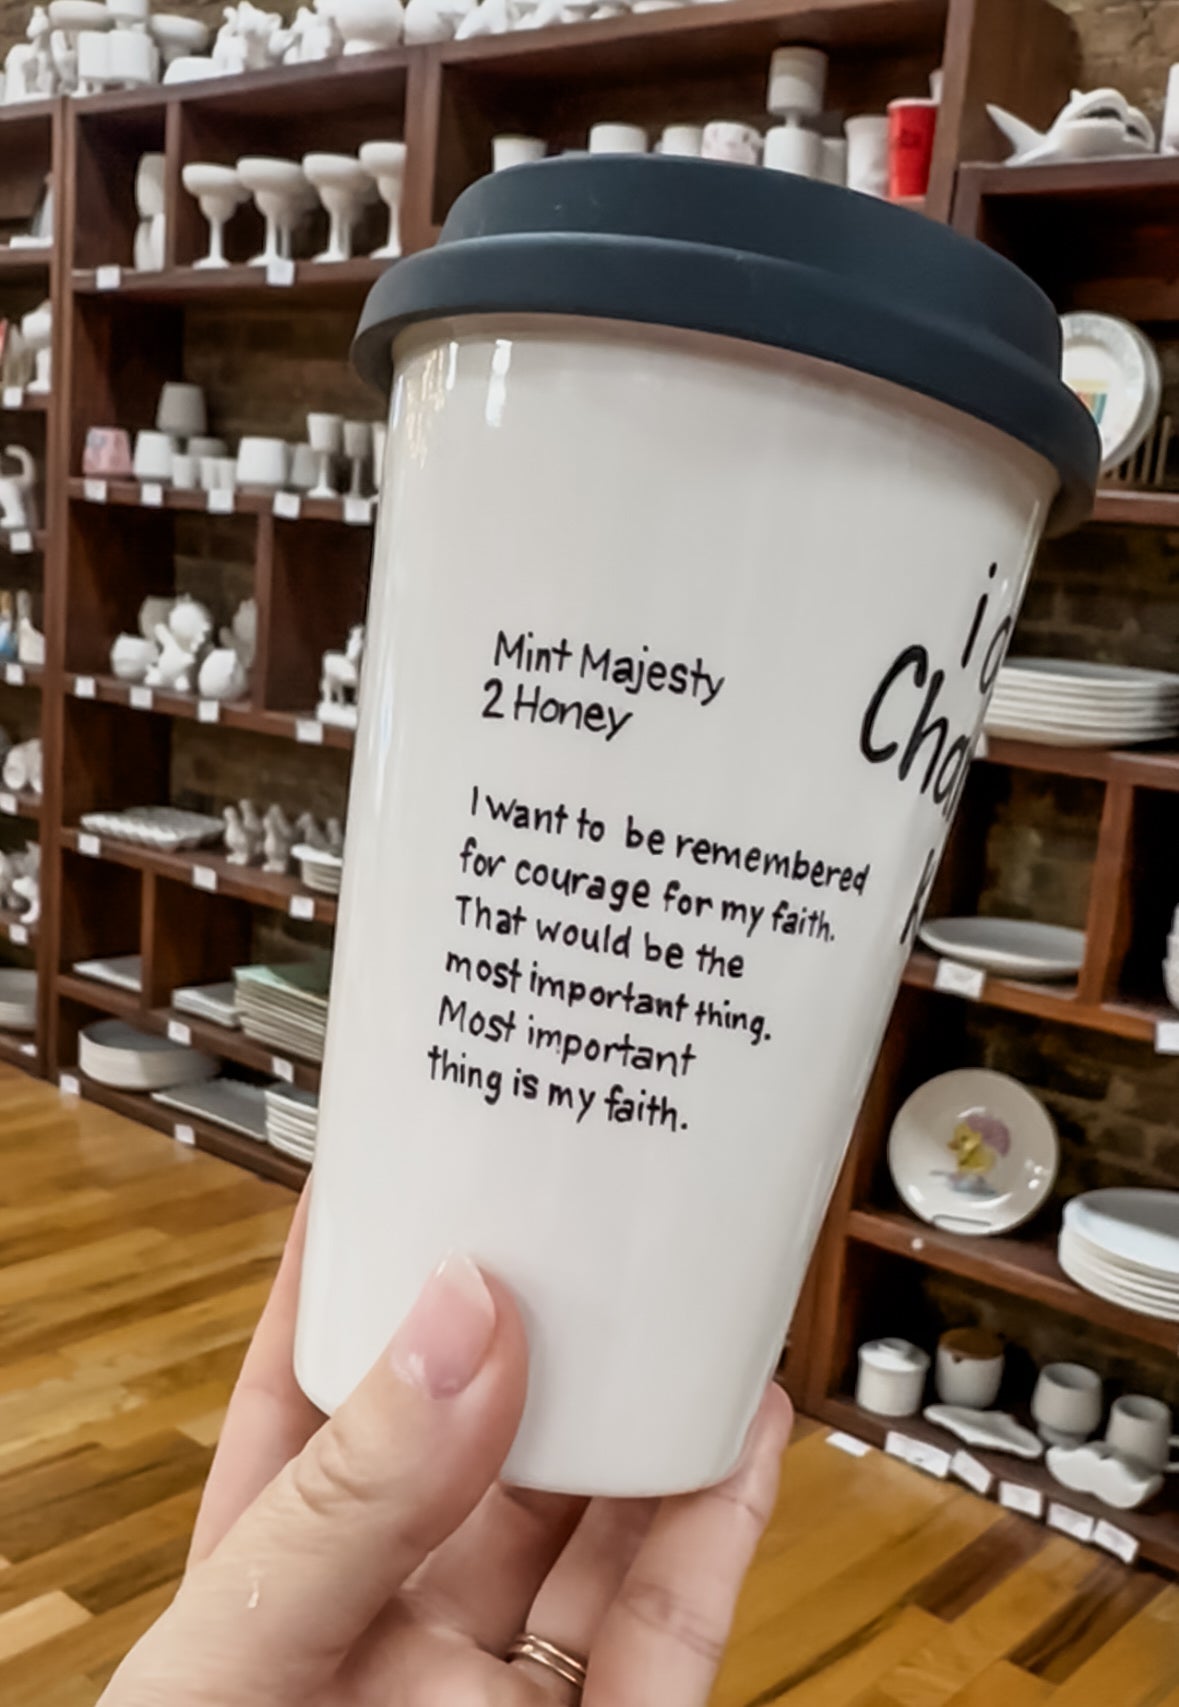 Mint Majesty
2 Honey
I want to be remembered
for courage for my faith.
That would be the
most important thing.
Most important
thing is my faith.
i